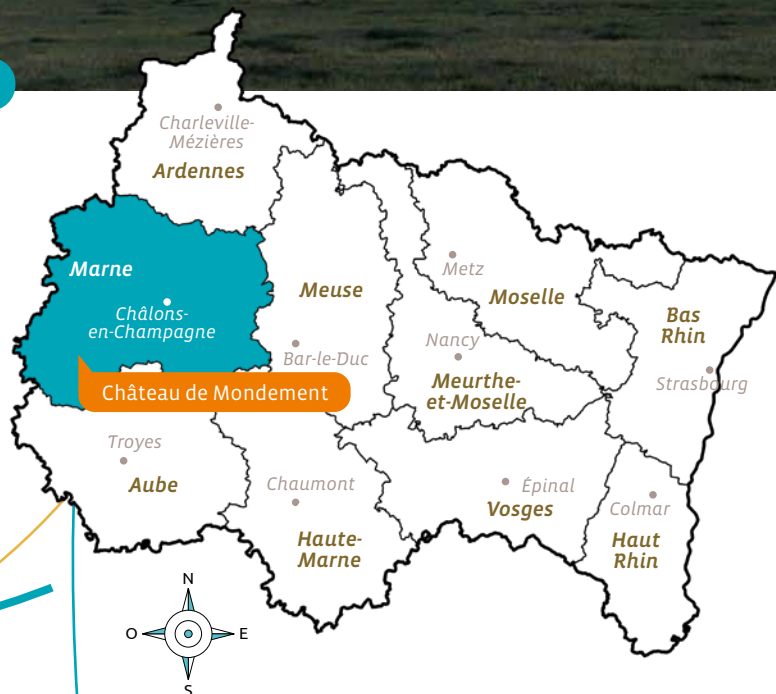 Charleville-
Mézières
Ardennes
Marne
Châlons-
en-Champagne
Meuse
Bar-le-Duc
Metz
Moselle
Nancy
Meurthe-
et-Moselle
Bas
Rhin
Strasbourg
Château de Mondement
Troyes
Aube
Chaumont
Haute-
Marne
Épinal
Vosges
Colmar
Haut
Rhin
N
O
E
S